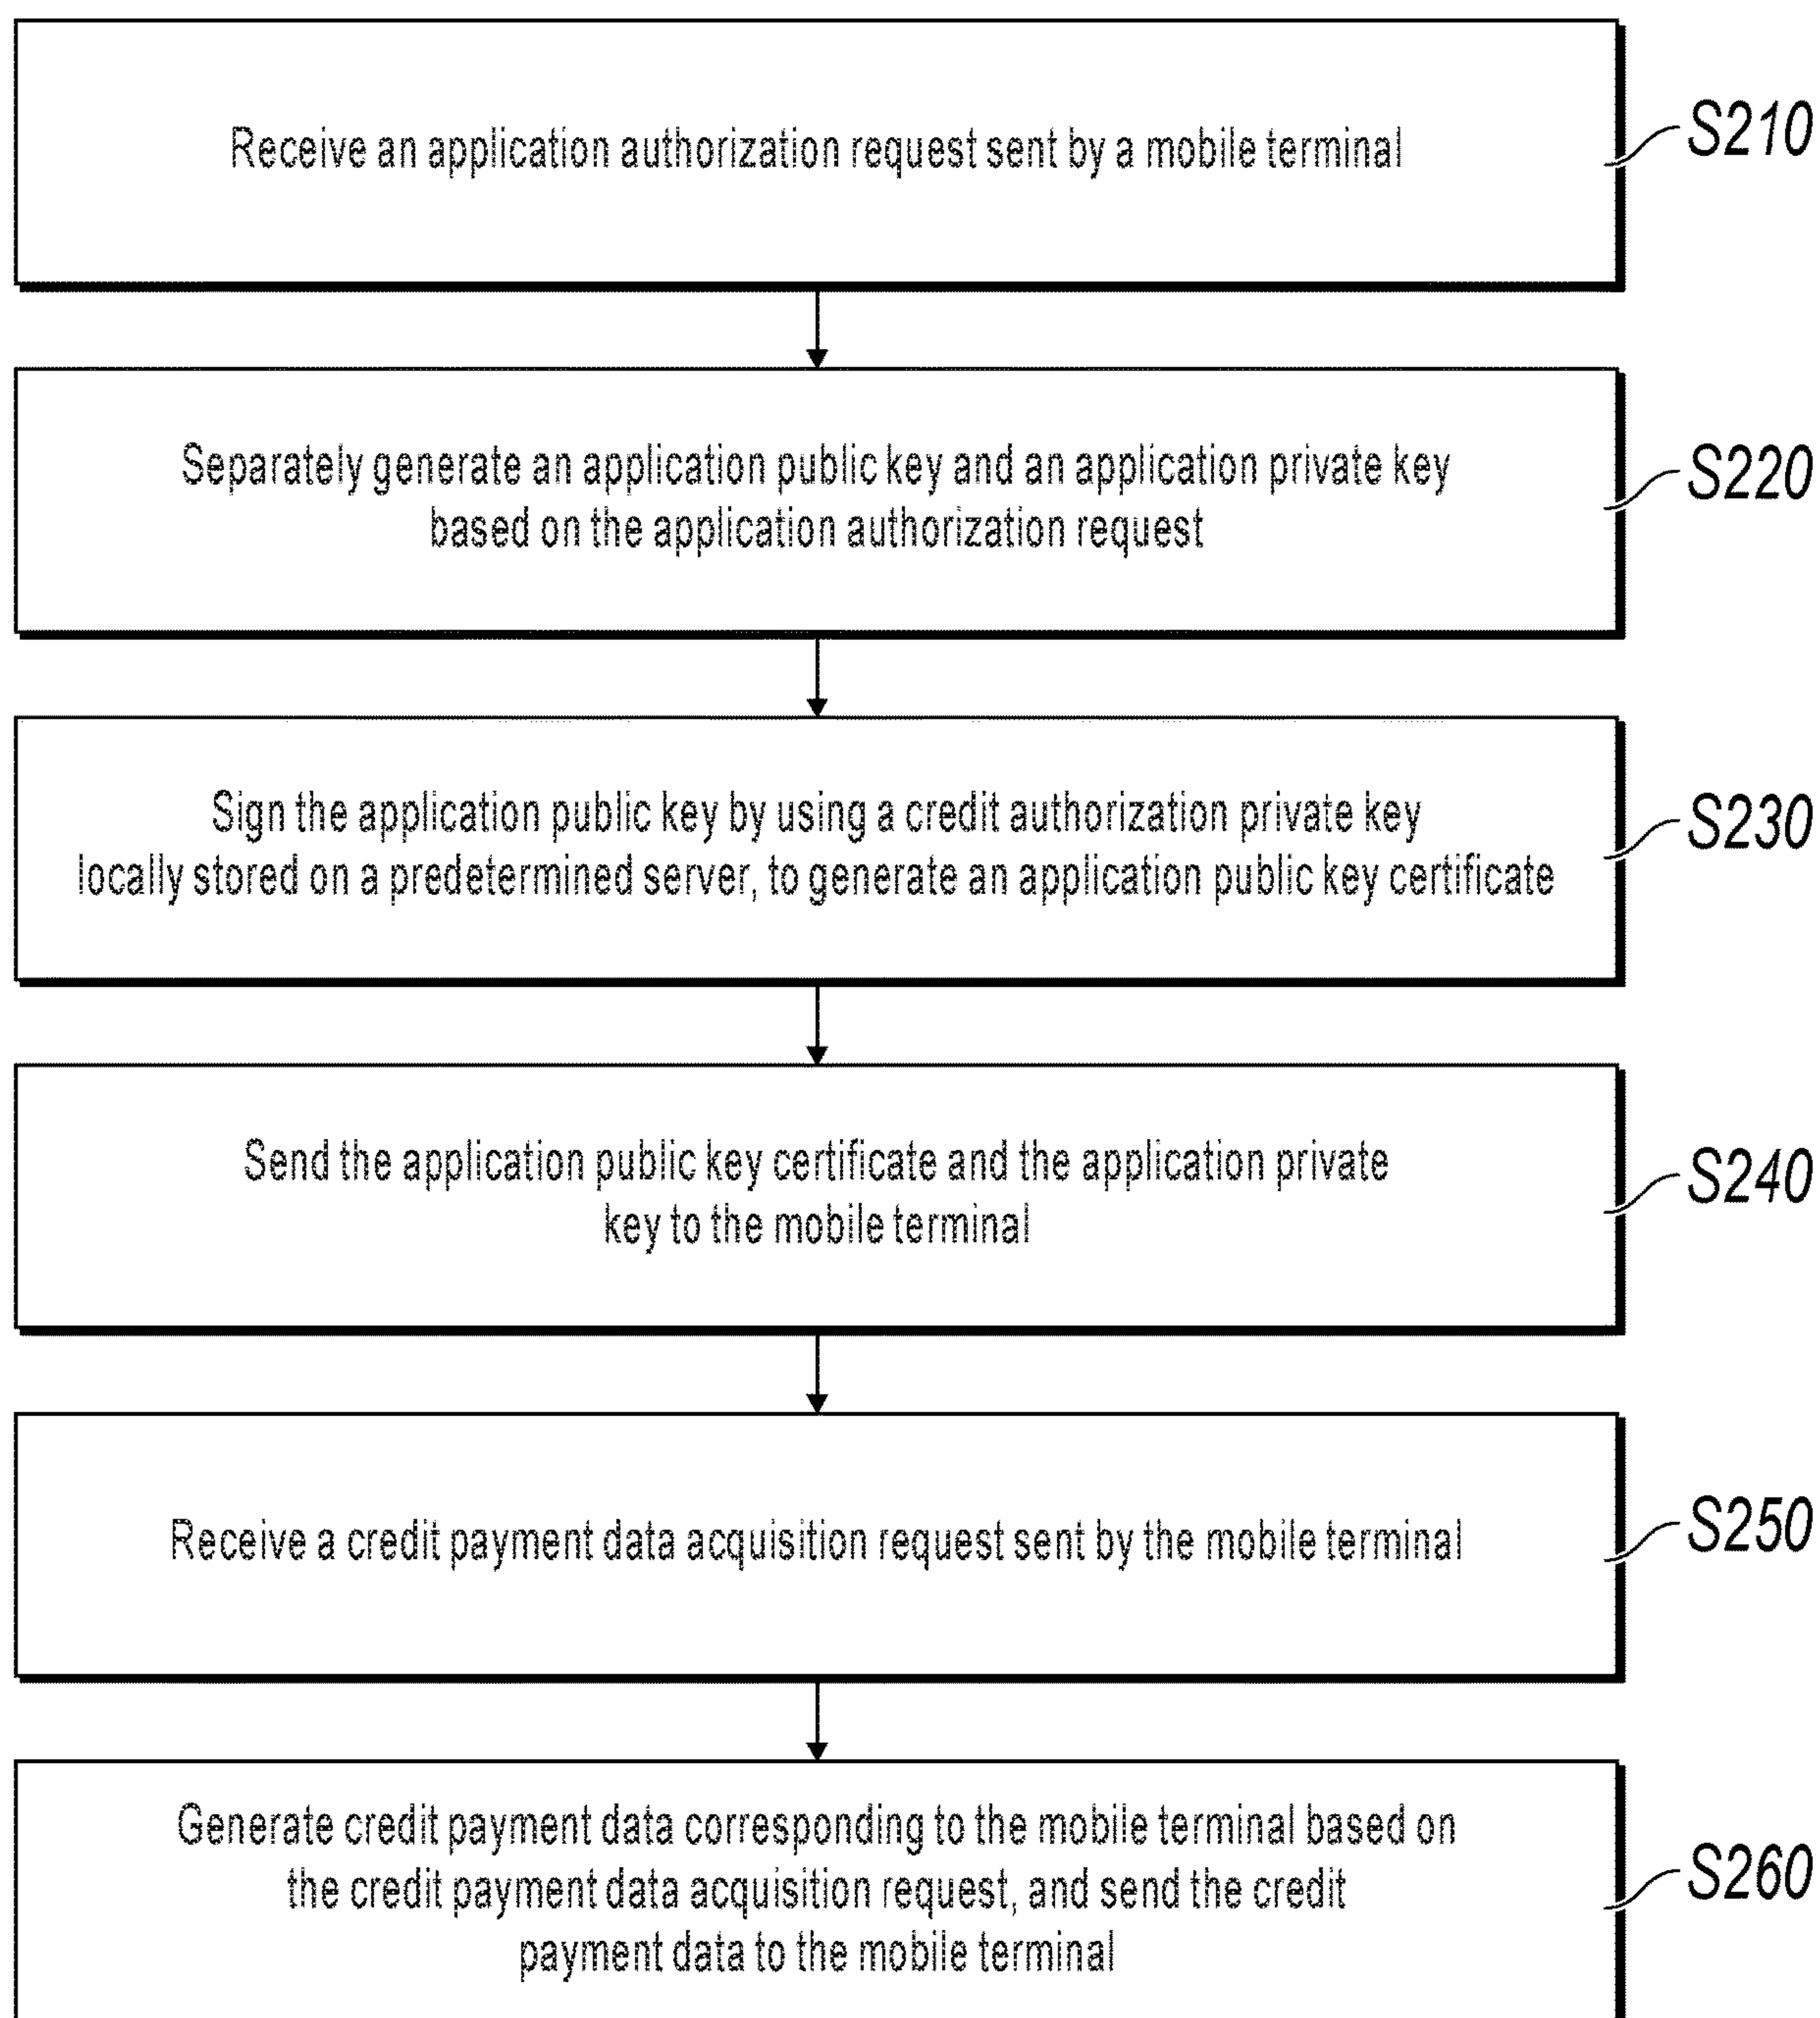 Receive an application authorization request sent by a mobile terminal
S210
Separately generate an application public key and an application private key
based on the application authorization request
S220
Sign the application public key by using a credit authorization private key
locally stored on a predetermined server, to generate an application public key certificate
S230
Send the application public key certificate and the application private
key to the mobile terminal
S240
Receive a credit payment data acquisition request sent by the mobile terminal
S250
Generate credit payment data corresponding to the mobile terminal based on
the credit payment data acquisition request, and send the credit
payment data to the mobile terminal
S260